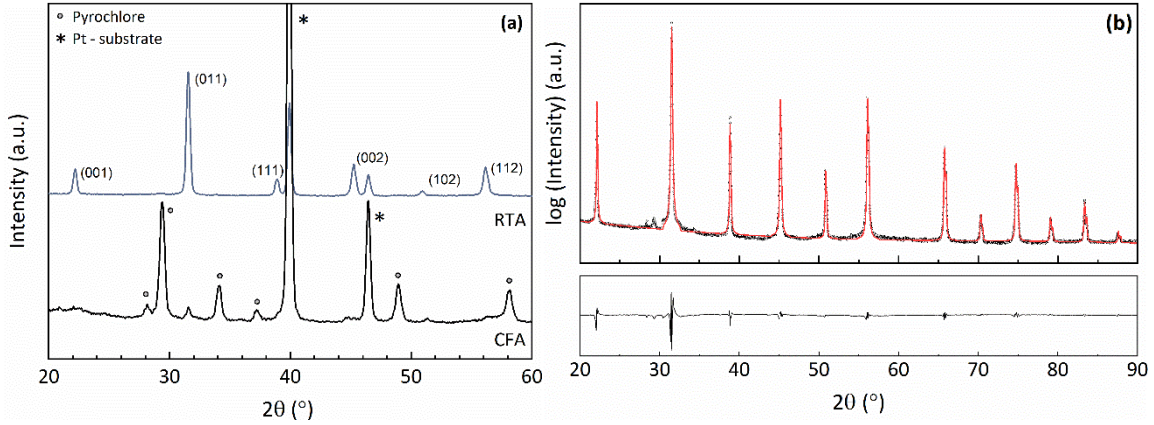 Pyrochlore
* Pt - substrate
*
(a)
(011)
(001)
(111)
(002)
(102)
(112)
RTA
*
CFA
Intensity (a.u.)
20 30 40 50 60
2θ (°)
(b)
log (Intensity) (a.u.)
20 30 40 50 60 70 80 90
2θ (°)